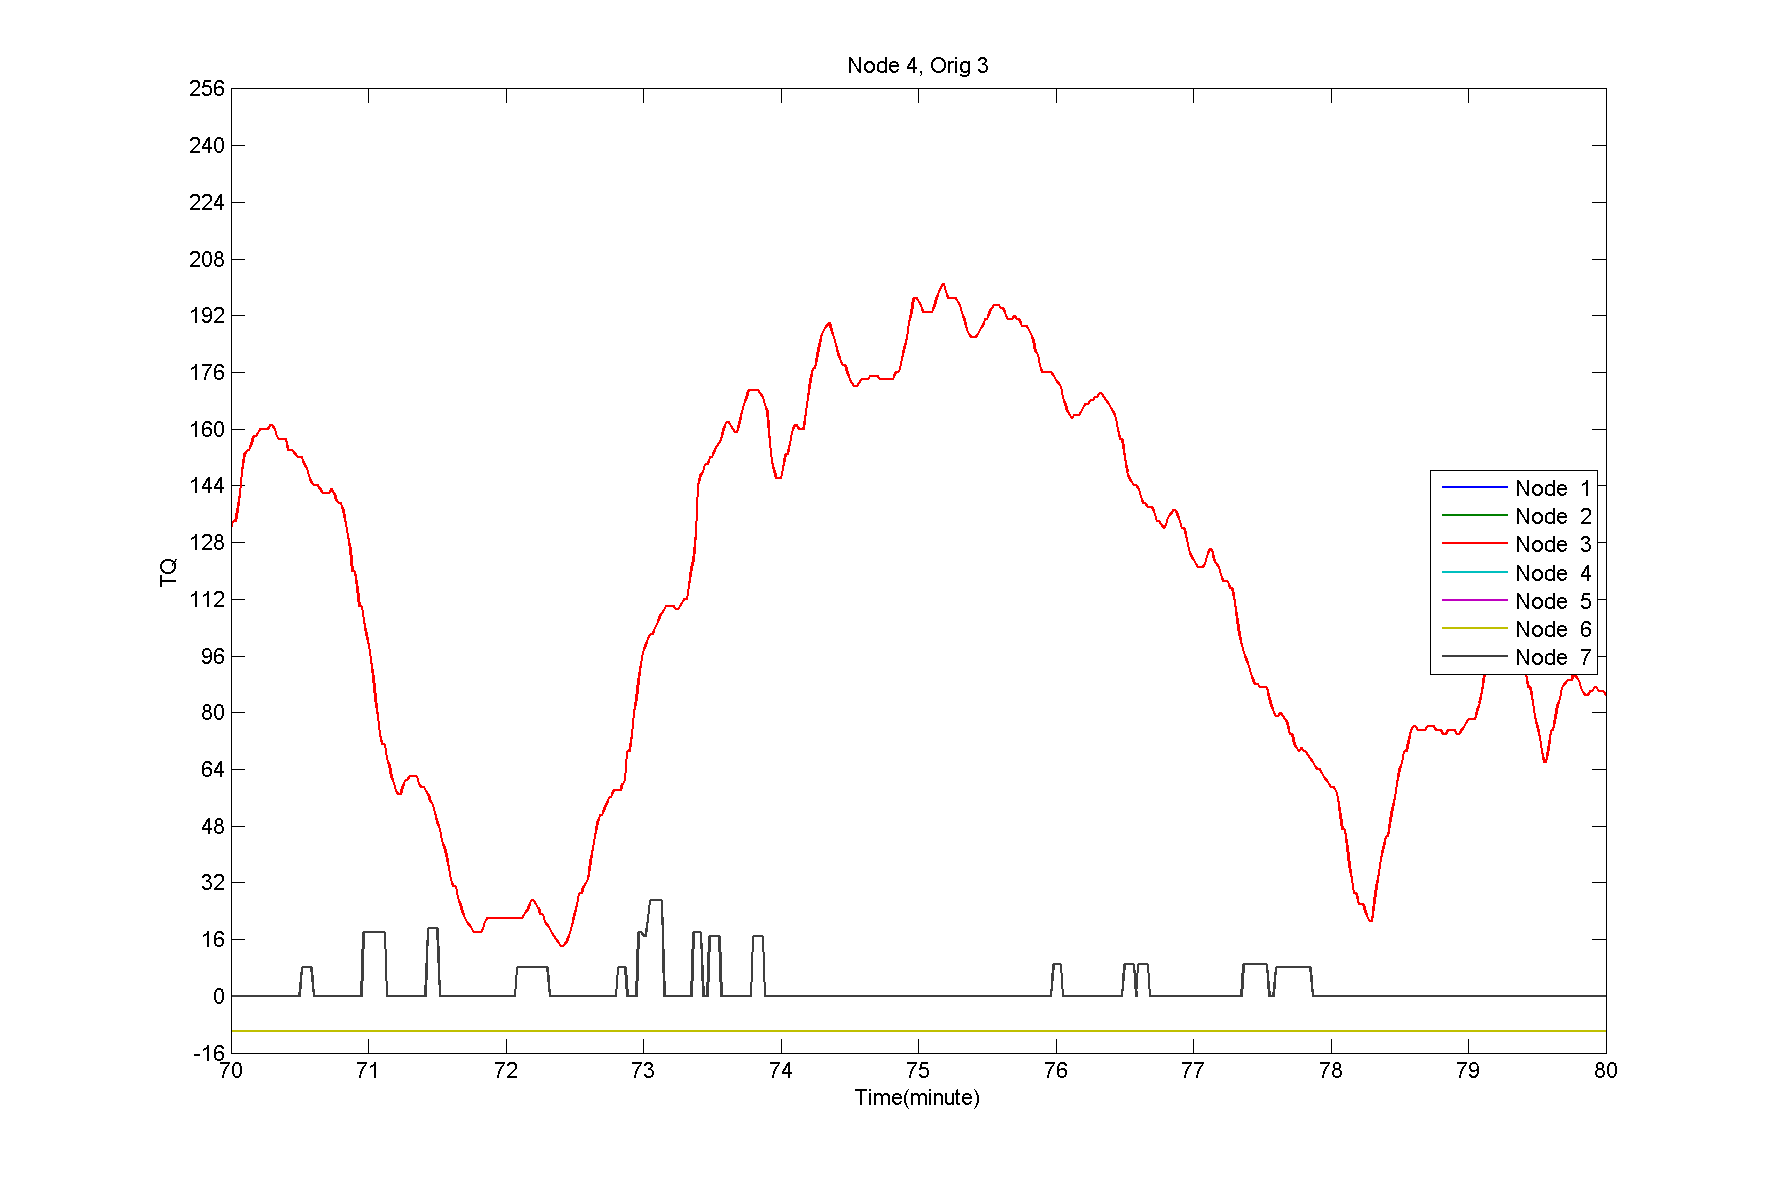 Node 4, Orig 3
256
240
224
208
192
176
160
144
128
112
96
80
64
48
32
16
0
-16
TQ
70 71 72 73 74 75 76 77 78 79 80
Time(minute)
Node 1
Node 2
Node 3
Node 4
Node 5
Node 6
Node 7